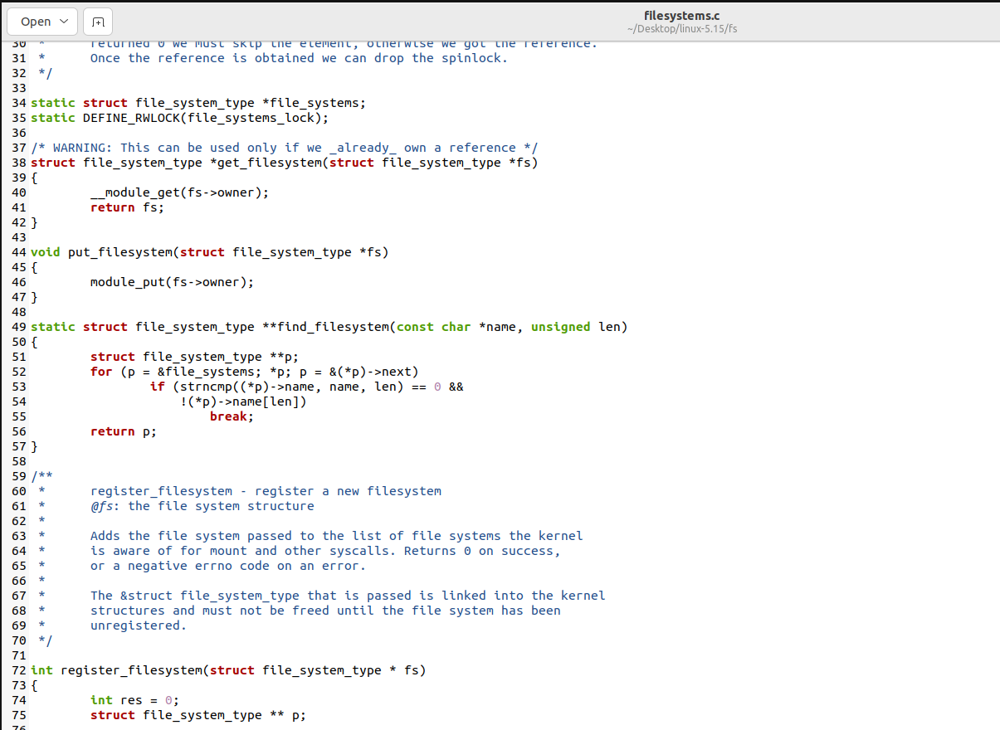 Open
filesystems.c
~/Desktop/linux-5.15/fs
30 *       returned 0 we must skip the element, otherwise we got the reference.
31 *       Once the reference is obtained we can drop the spinlock.
32 */
33
34 static struct file_system_type *file_systems;
35 static DEFINE_RWLOCK(file_systems_lock);
36
37 /* WARNING: This can be used only if we _already_ own a reference */
38 struct file_system_type *get_filesystem(struct file_system_type *fs)
39 {
40         __module_get(fs->owner);
41         return fs;
42 }
43
44 void put_filesystem(struct file_system_type *fs)
45 {
46         module_put(fs->owner);
47 }
48
49 static struct file_system_type **find_filesystem(const char *name, unsigned len)
50 {
51         struct file_system_type **p;
52         for (p = &file_systems; *p; p = &(*p)->next)
53                 if (strncmp((*p)->name, name, len) == 0 &&
54                     !(*p)->name[len])
55                         break;
56         return p;
57 }
58
59 /**
60 *      register_filesystem - register a new filesystem
61 *      @fs: the file system structure
62 *
63 *      Adds the file system passed to the list of file systems the kernel
64 *      is aware of for mount and other syscalls. Returns 0 on success,
65 *      or a negative errno code on an error.
66 *
67 *      The &struct file_system_type that is passed is linked into the kernel
68 *      structures and must not be freed until the file system has been
69 *      unregistered.
70 */
71
72 int register_filesystem(struct file_system_type * fs)
73 {
74         int res = 0;
75         struct file_system_type ** p;
76